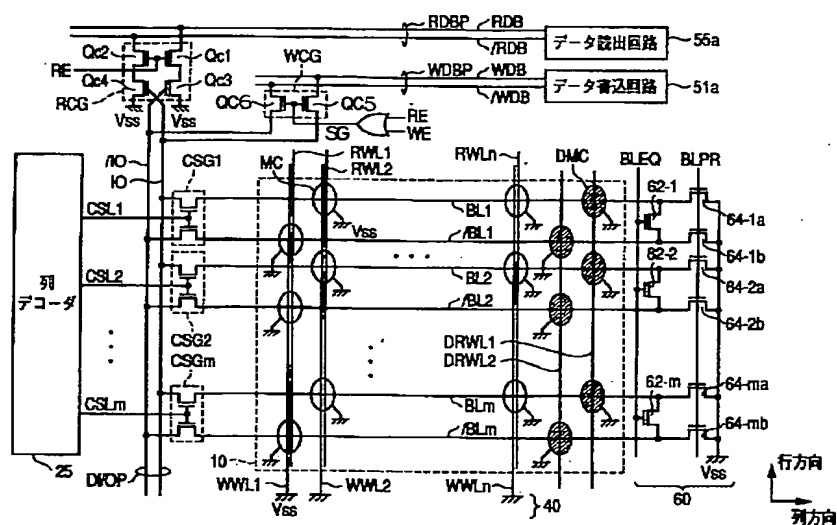 RDBP RDB
/RDB
データ読出回路
55a
Qc2 Qc1
RE
Qc4 Qc3
RCG
Vss Vss
WCG
WDBP WDB
/WDB
データ書込回路
51a
QC6 QC5
SG
RE
WE
/IO
IO
CSG1
MC
RWL1
RWL2
RWLn
DMC
BLEQ BLPR
62-1
CSL1
BL1
64-1a
Vss
/BL1
64-1b
62-2
CSL2
BL2
64-2a
列
デコーダ
/BL2
64-2b
CSG2
CSGm
DRWL1
DRWL2
62-m
64-ma
CSLm
BLm
/BLm
64-mb
25
10
Vss
行方向
DI/OP
WWL1 WWL2 WWLn
Vss
40
60
列方向